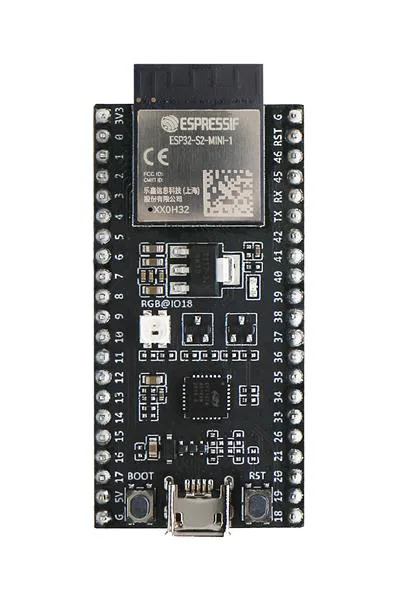 ESPRESSIF
ESP32-S2-MINI-1
CE
FCC ID:
CMIIT ID:
乐鑫信息科技 (上海)
股份有限公司
XX0H32
3V3
0
1
2
3
4
5
6
7
8
9
10
11
12
13
14
15
16
17
5V
G
G
RST
46
45
RX
TX
42
41
40
39
38
37
36
35
34
33
26
21
20
19
18
RGB@IO18
BOOT
RST